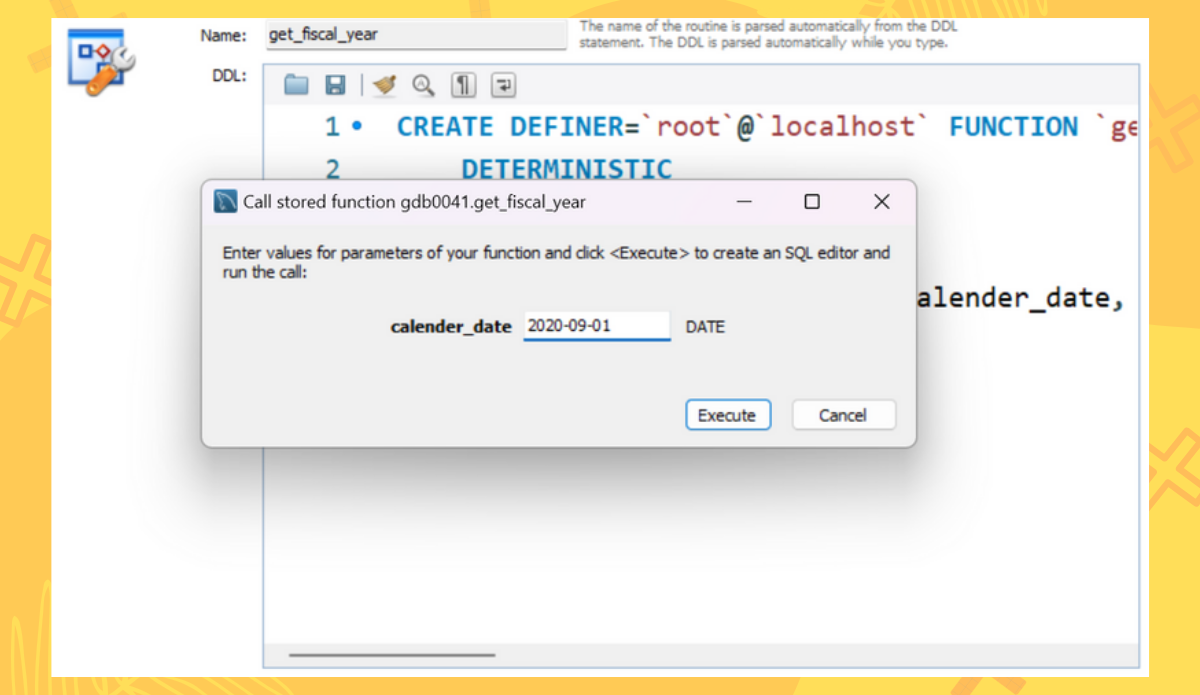 Name: get_fiscal_year
The name of the routine is parsed automatically from the DDL
statement. The DDL is parsed automatically while you type.
DDL:
1 CREATE DEFINER=`root`@`localhost` FUNCTION `ge
2 DETERMINISTIC
Call stored function gdb0041.get_fiscal_year
Enter values for parameters of your function and click <Execute> to create an SQL editor and
run the call:
alender_date,
calender_date 2020-09-01 DATE
Execute Cancel